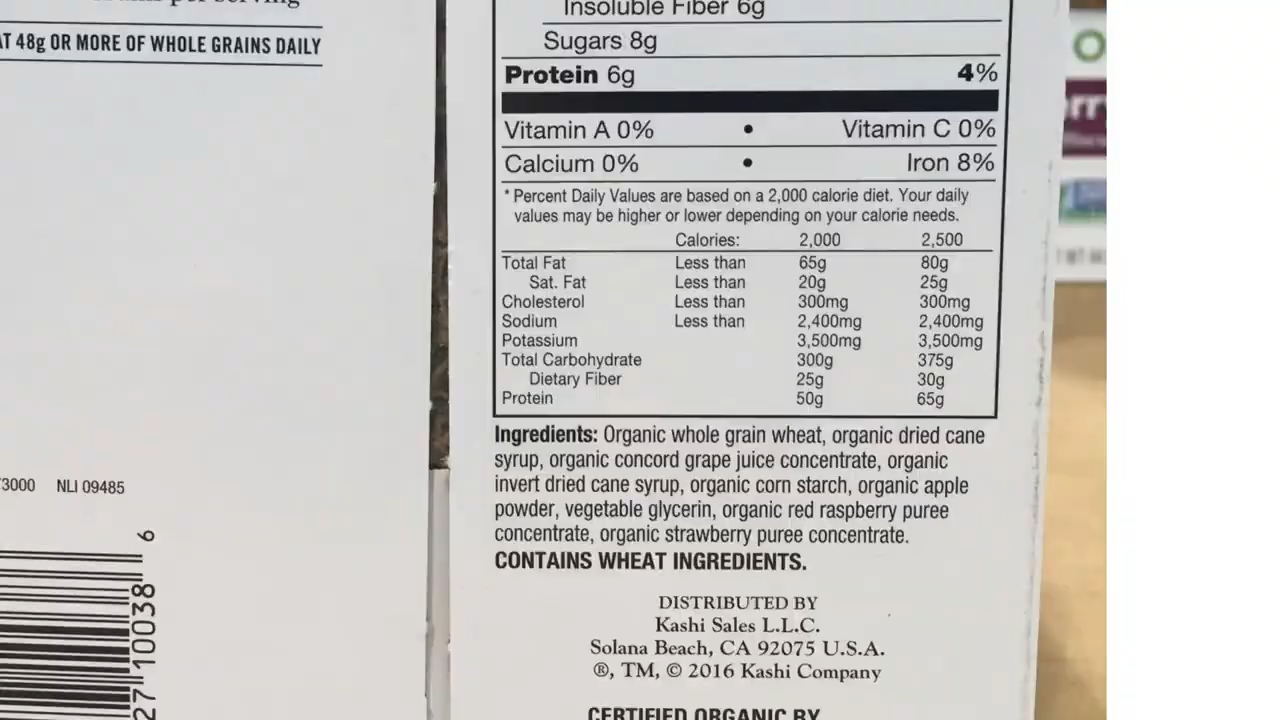 per serving
AT 48g OR MORE OF WHOLE GRAINS DAILY
3000 NLI 09485
27 10038 6
Insoluble Fiber 6g
Sugars 8g
Protein 6g 4%
Vitamin A 0% • Vitamin C 0%
Calcium 0% • Iron 8%
* Percent Daily Values are based on a 2,000 calorie diet. Your daily
values may be higher or lower depending on your calorie needs.
Calories: 2,000 2,500
Total Fat Less than 65g 80g
Sat. Fat Less than 20g 25g
Cholesterol Less than 300mg 300mg
Sodium Less than 2,400mg 2,400mg
Potassium 3,500mg 3,500mg
Total Carbohydrate 300g 375g
Dietary Fiber 25g 30g
Protein 50g 65g
Ingredients: Organic whole grain wheat, organic dried cane
syrup, organic concord grape juice concentrate, organic
invert dried cane syrup, organic corn starch, organic apple
powder, vegetable glycerin, organic red raspberry puree
concentrate, organic strawberry puree concentrate.
CONTAINS WHEAT INGREDIENTS.
DISTRIBUTED BY
Kashi Sales L.L.C.
Solana Beach, CA 92075 U.S.A.
®, TM, © 2016 Kashi Company
CERTIFIED ORGANIC BY